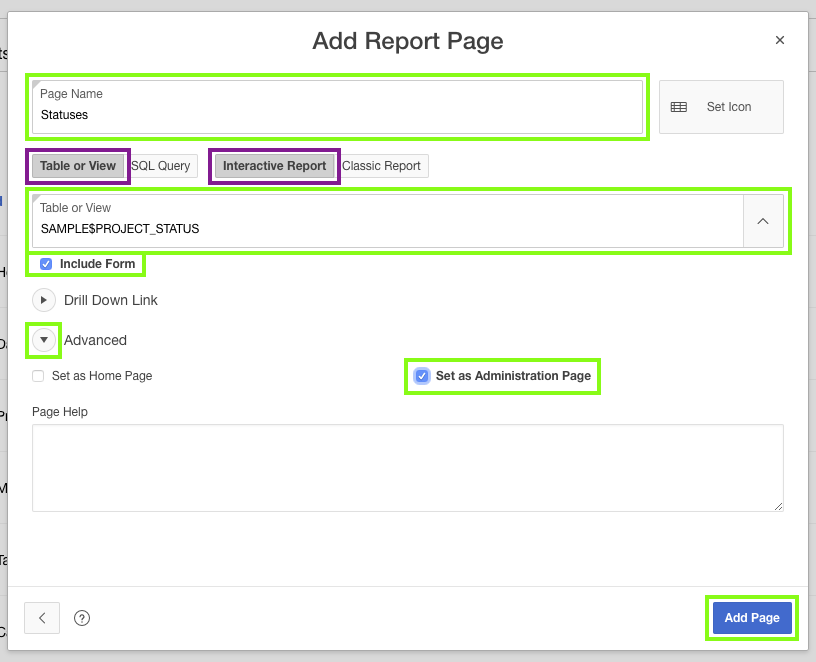 Add Report Page
Page Name
Statuses
Set Icon
Table or View SQL Query Interactive Report Classic Report
Table or View
SAMPLE$PROJECT_STATUS
Include Form
Drill Down Link
Advanced
Set as Home Page Set as Administration Page
Page Help
Add Page